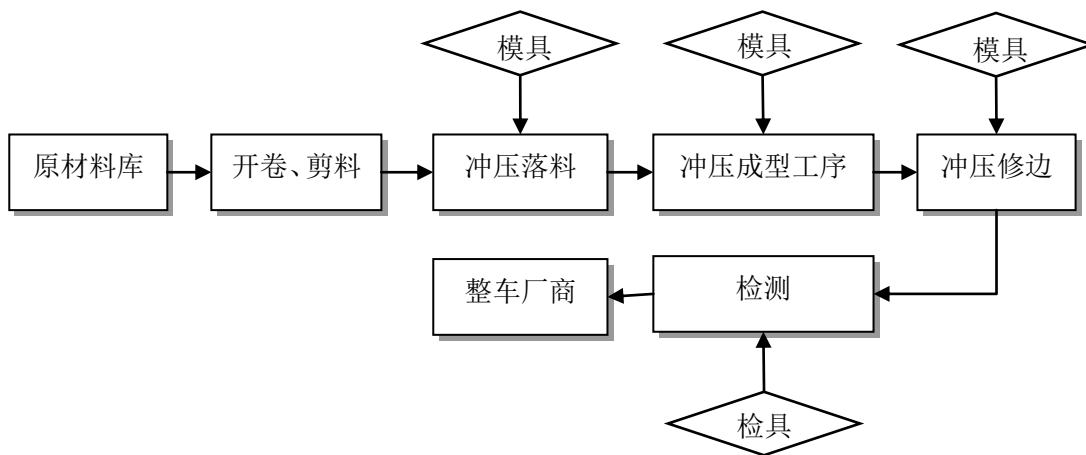 模具
模具
模具
原材料库
开卷、剪料
冲压落料
冲压成型工序
冲压修边
整车厂商
检测
检具